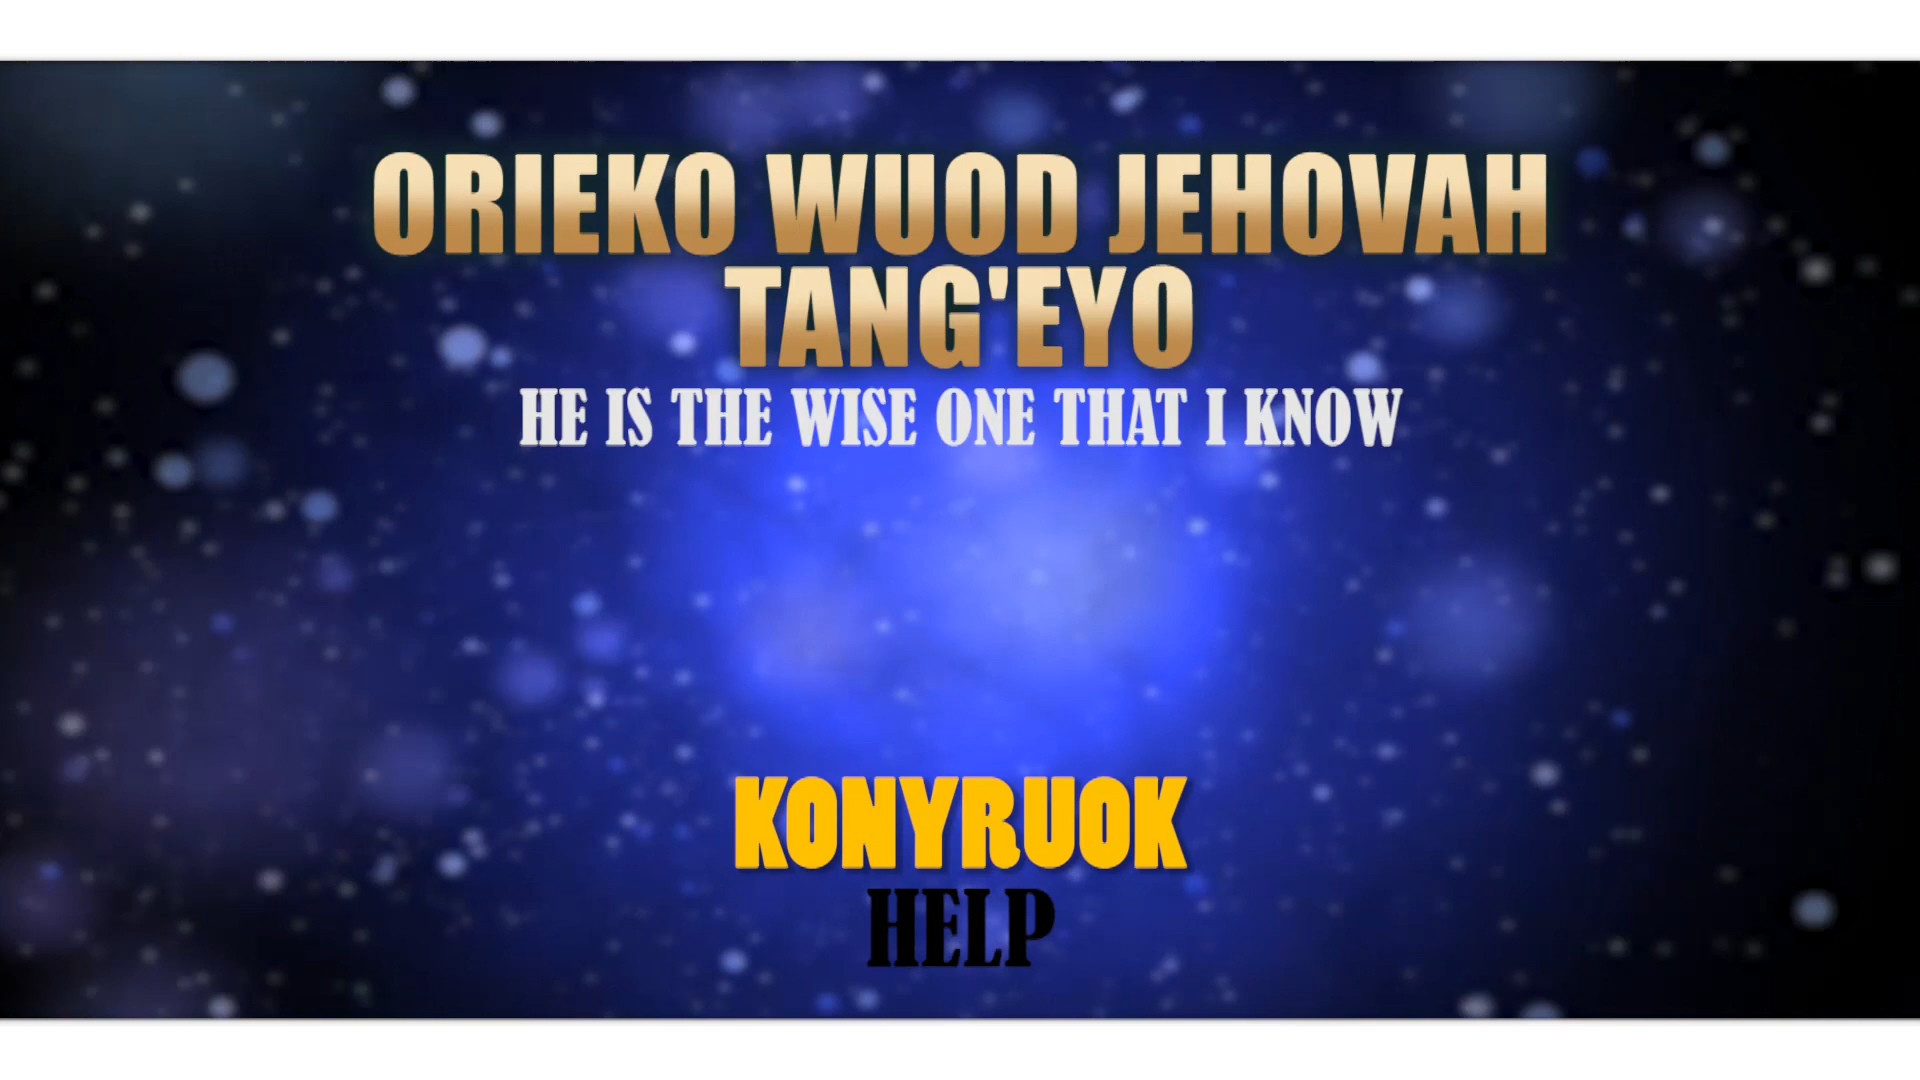 ORIEKO WUOD JEHOVAH
TANG'EYO
HE IS THE WISE ONE THAT I KNOW
KONYRUOK
HELP